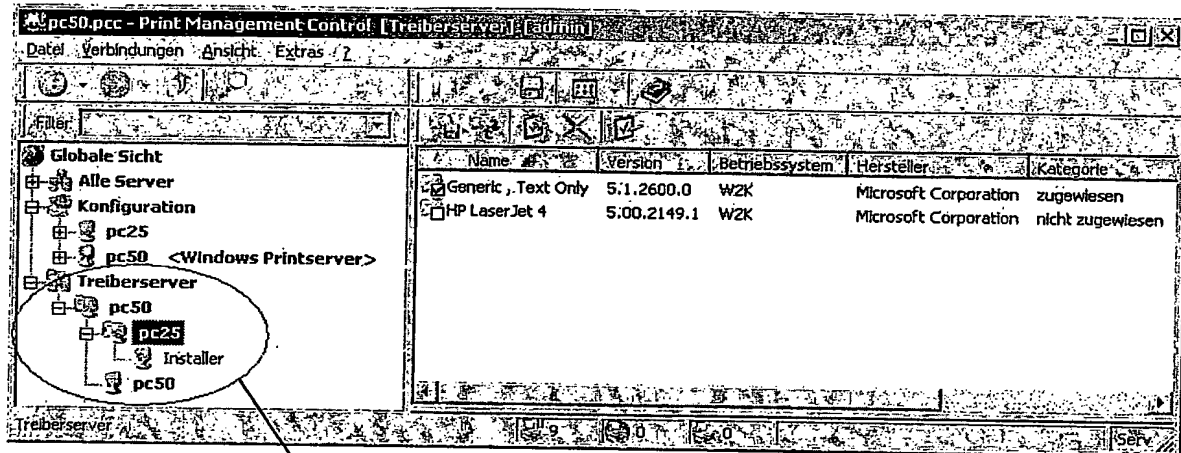 pc50.pcc - Print Management Control [Treiberserver] [admin]
Datei Verbindungen Ansicht Extras ?
Filter
Globale Sicht
Alle Server
Konfiguration
pc25
pc50 <Windows Printserver>
Treiberserver
pc50
pc25
Installer
pc50
Name Version Betriebssystem Hersteller Kategorie
Generic , Text Only 5.1.2600.0 W2K Microsoft Corporation zugewiesen
HP LaserJet 4 5.00.2149.1 W2K Microsoft Corporation nicht zugewiesen
Treiberserver 9 0 0 Serv